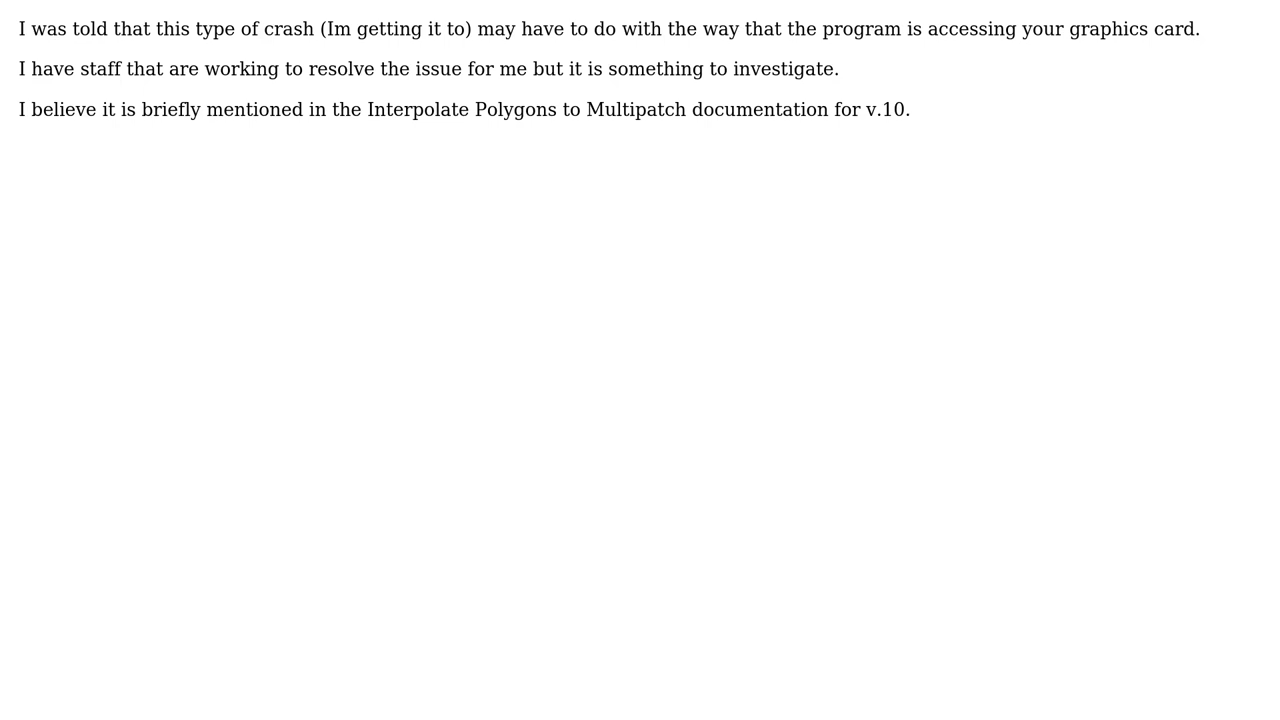 I was told that this type of crash (Im getting it to) may have to do with the way that the program is accessing your graphics card.
I have staff that are working to resolve the issue for me but it is something to investigate.
I believe it is briefly mentioned in the Interpolate Polygons to Multipatch documentation for v.10.